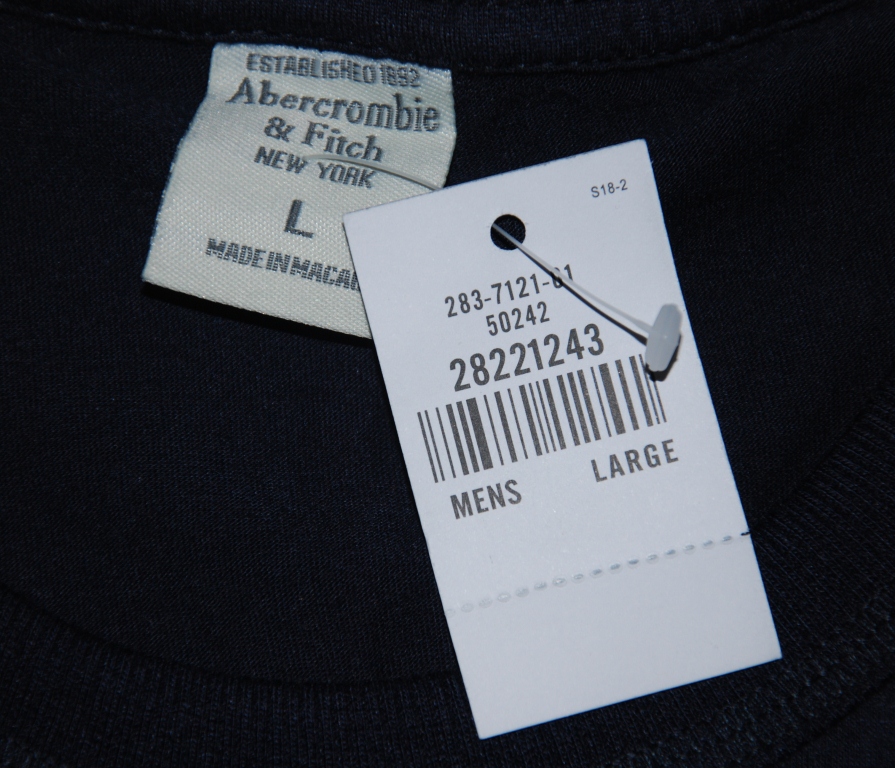 ESTABLISHED 1892
Abercrombie
& Fitch
NEW YORK
L
MADE IN MACAU
S18-2
283-7121-01
50242
28221243
MENS LARGE